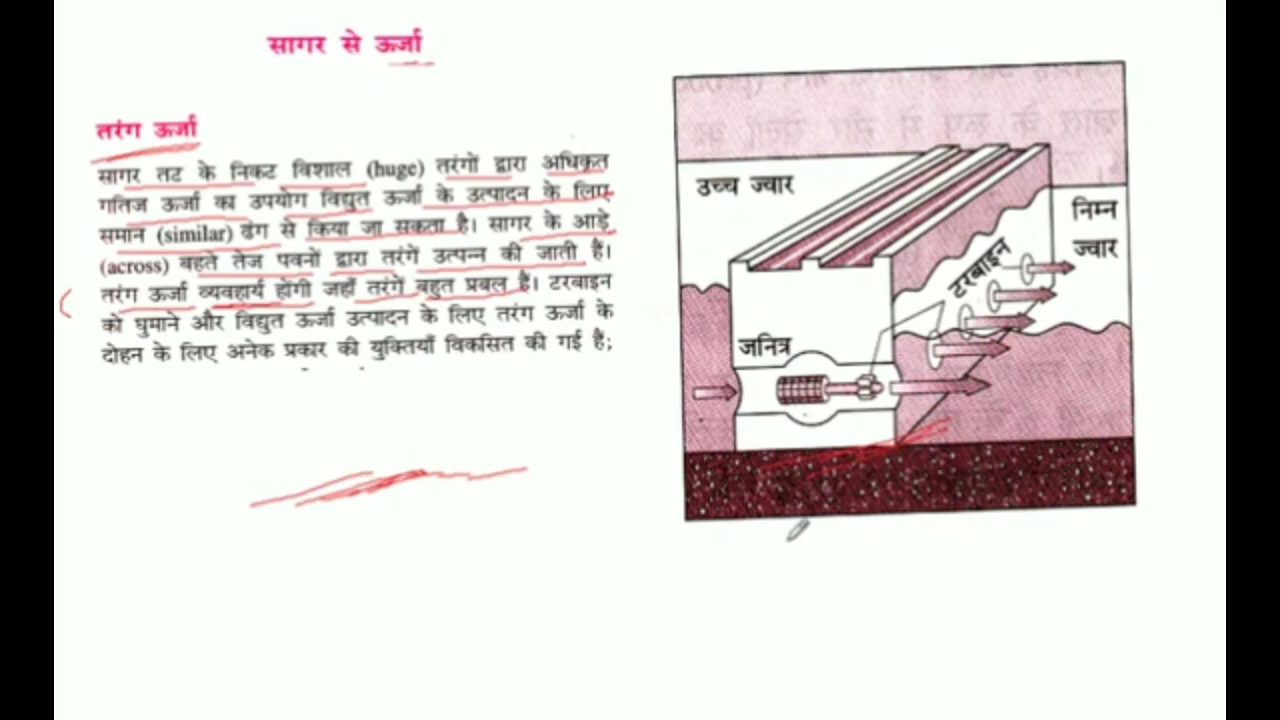 सागर से ऊर्जा
तरंग ऊर्जा
सागर तट के निकट विशाल (huge) तरंगों द्वारा अधिकृत
गतिज ऊर्जा का उपयोग विद्युत ऊर्जा के उत्पादन के लिए
समान (similar) ढंग से किया जा सकता है। सागर के आड़े
(across) बहते तेज पवनों द्वारा तरंगें उत्पन्न की जाती हैं।
तरंग ऊर्जा व्यवहार्य होंगी जहाँ तरंगें बहुत प्रबल हैं। टरबाइन
को घुमाने और विद्युत ऊर्जा उत्पादन के लिए तरंग ऊर्जा के
दोहन के लिए अनेक प्रकार की युक्तियाँ विकसित की गई हैं;
उच्च ज्वार
निम्न
ज्वार
टरबाइन
जनित्र